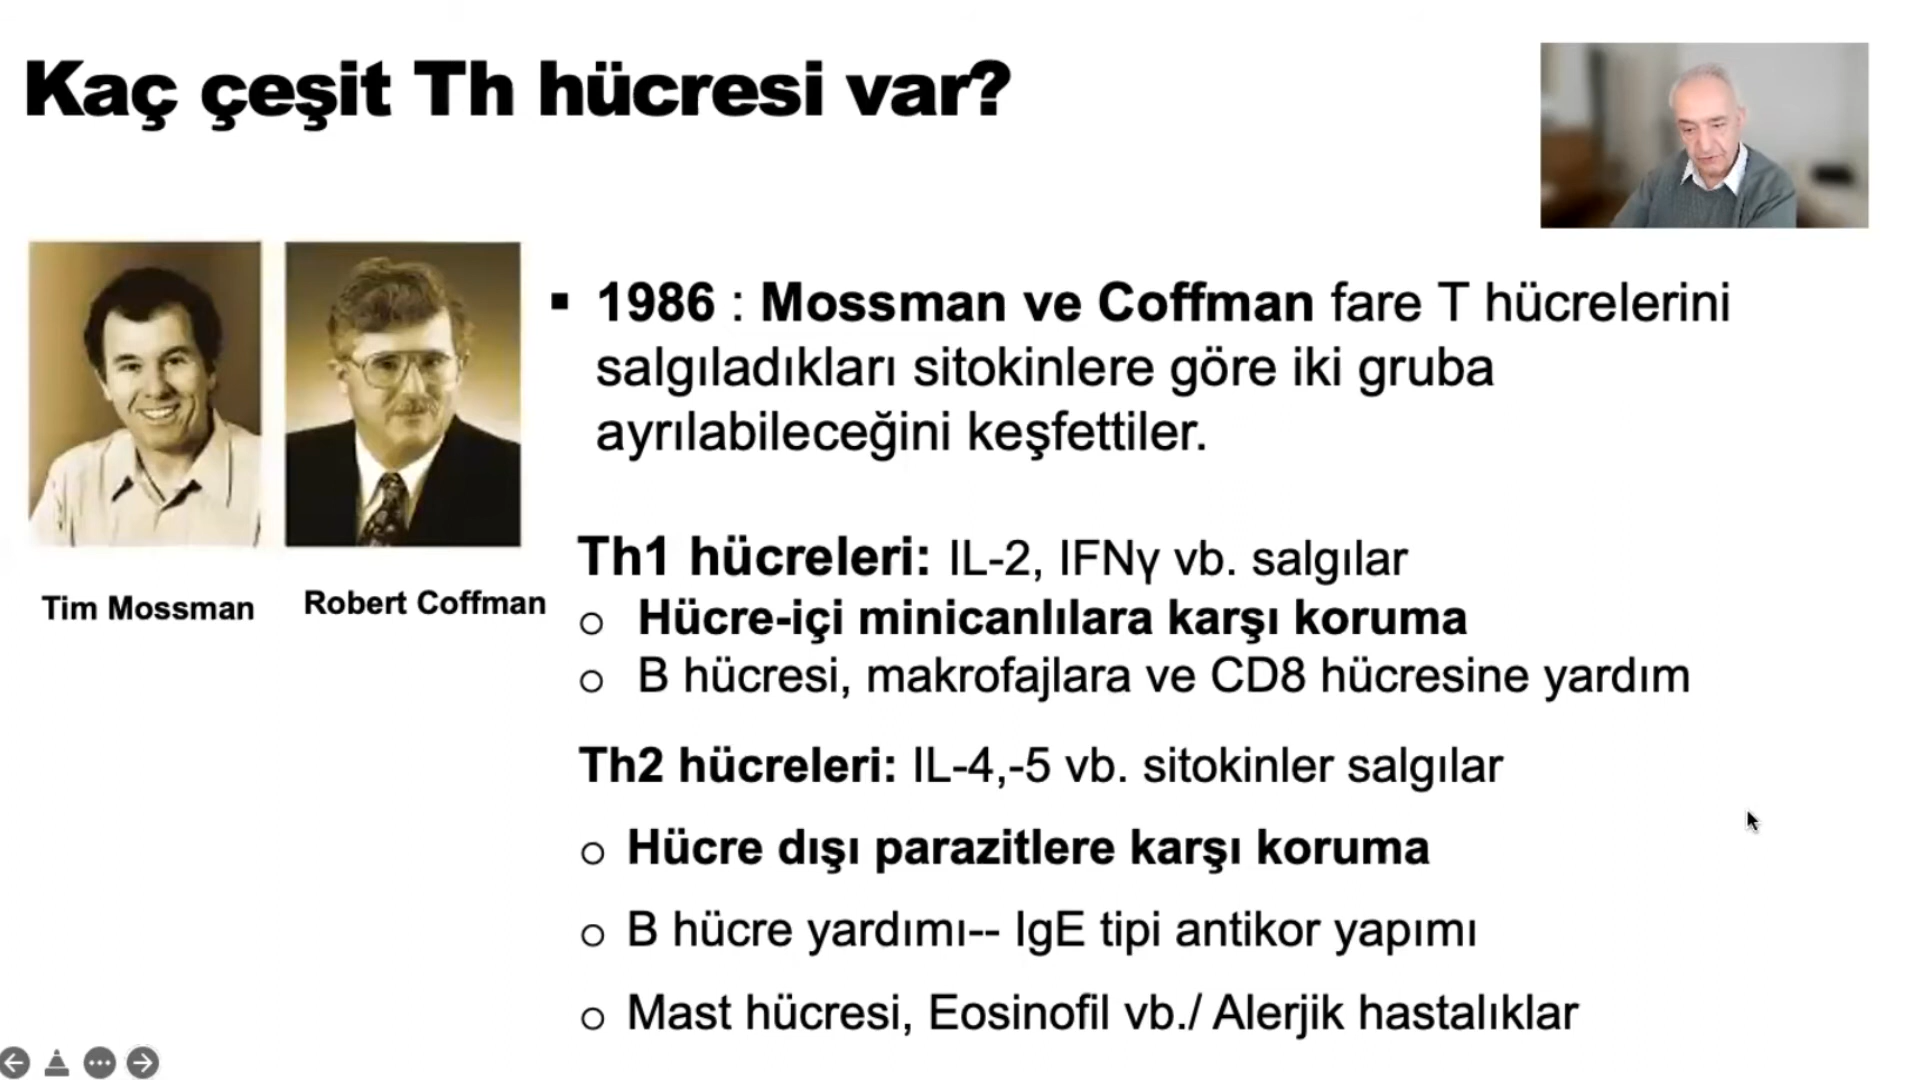 Kaç çeşit Th hücresi var?
▪ 1986 : Mossman ve Coffman fare T hücrelerini
salgıladıkları sitokinlere göre iki gruba
ayrılabileceğini keşfettiler.
Tim Mossman
Robert Coffman
Th1 hücreleri: IL-2, IFNγ vb. salgılar
o Hücre-içi minicanlılara karşı koruma
o B hücresi, makrofajlara ve CD8 hücresine yardım
Th2 hücreleri: IL-4,-5 vb. sitokinler salgılar
o Hücre dışı parazitlere karşı koruma
o B hücre yardımı-- IgE tipi antikor yapımı
o Mast hücresi, Eosinofil vb./ Alerjik hastalıklar